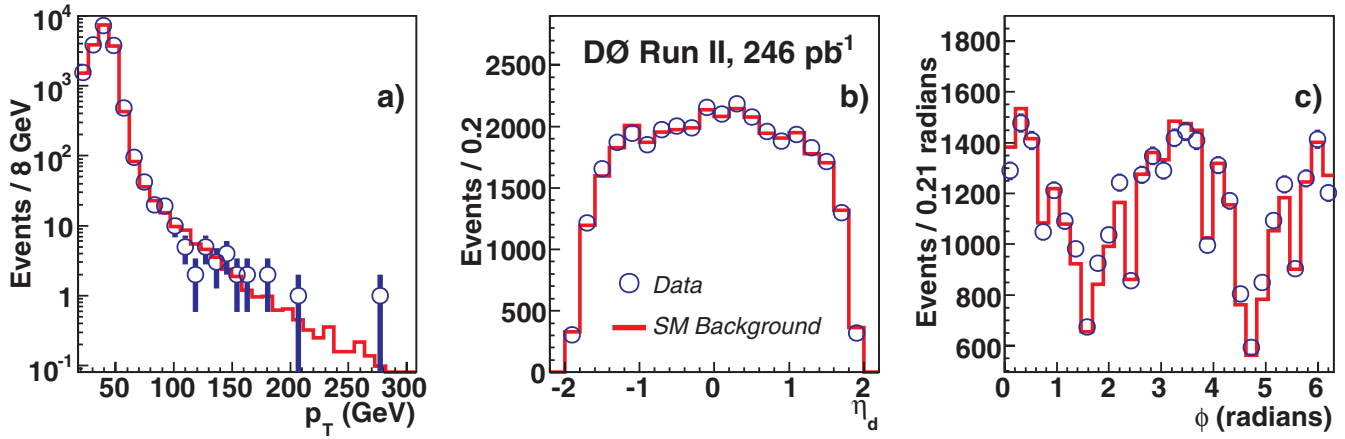 Events / 8 GeV
10⁴
10³
10²
10
1
10⁻¹
a)
50 100 150 200 250 300
p_T (GeV)
Events / 0.2
2500
2000
1500
1000
500
0
DØ Run II, 246 pb⁻¹
b)
Data
SM Background
-2 -1 0 1 2
η_d
Events / 0.21 radians
1800
1600
1400
1200
1000
800
600
c)
0 1 2 3 4 5 6
ϕ (radians)